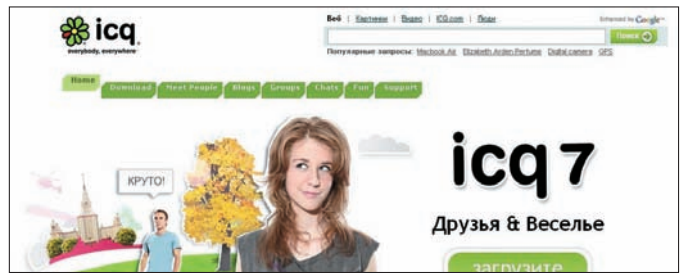 icq
everybody, everywhere
Веб | Картинки | Видео | ICQ.com | Люди
Enhanced by Google™
Поиск
Популярные запросы: Macbook Air Elizabeth Arden Perfume Digital camera GPS
Home Download Meet People Blogs Groups Chats Fun Support
КРУТО!
icq 7
Друзья & Веселье
загрузите